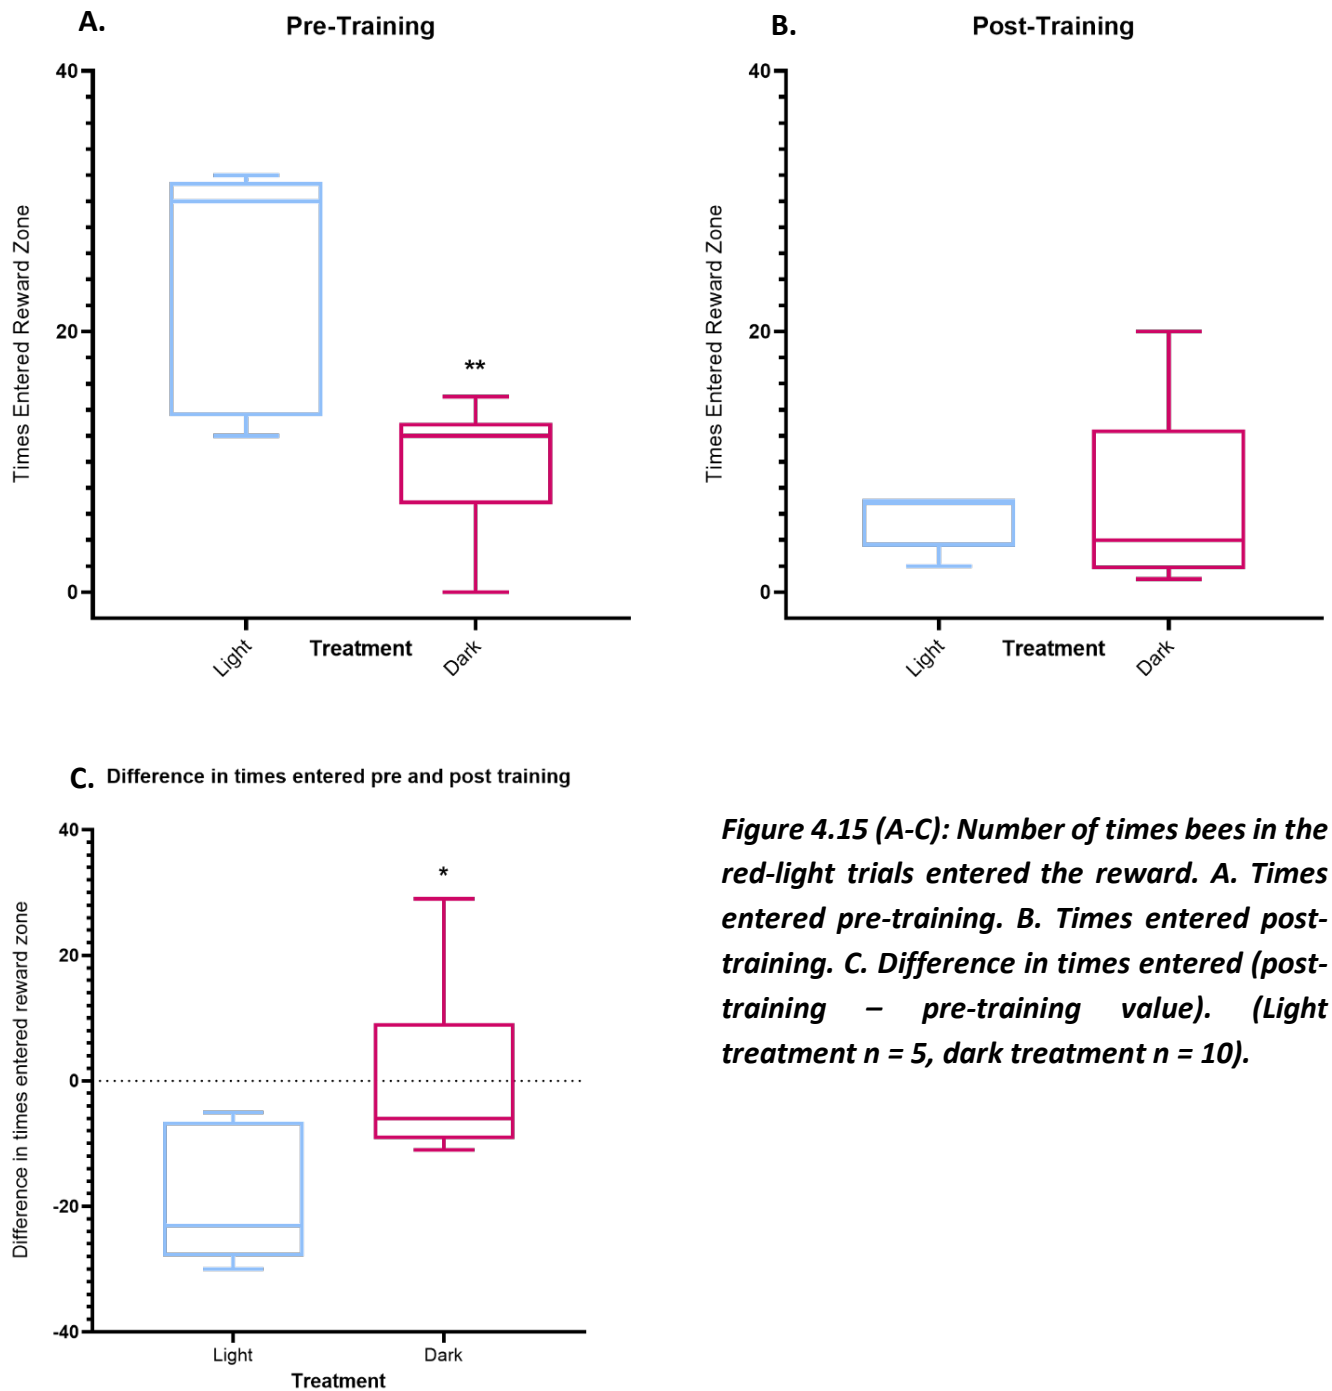 A.
Pre-Training
40
20
0
Times Entered Reward Zone
**
Light
Treatment
Dark
B.
Post-Training
40
20
0
Times Entered Reward Zone
Light
Treatment
Dark
C. Difference in times entered pre and post training
40
20
0
-20
-40
Difference in times entered reward zone
*
Light
Dark
Treatment
Figure 4.15 (A-C): Number of times bees in the
red-light trials entered the reward. A. Times
entered pre-training. B. Times entered post-
training. C. Difference in times entered (post-
training – pre-training value). (Light
treatment n = 5, dark treatment n = 10).